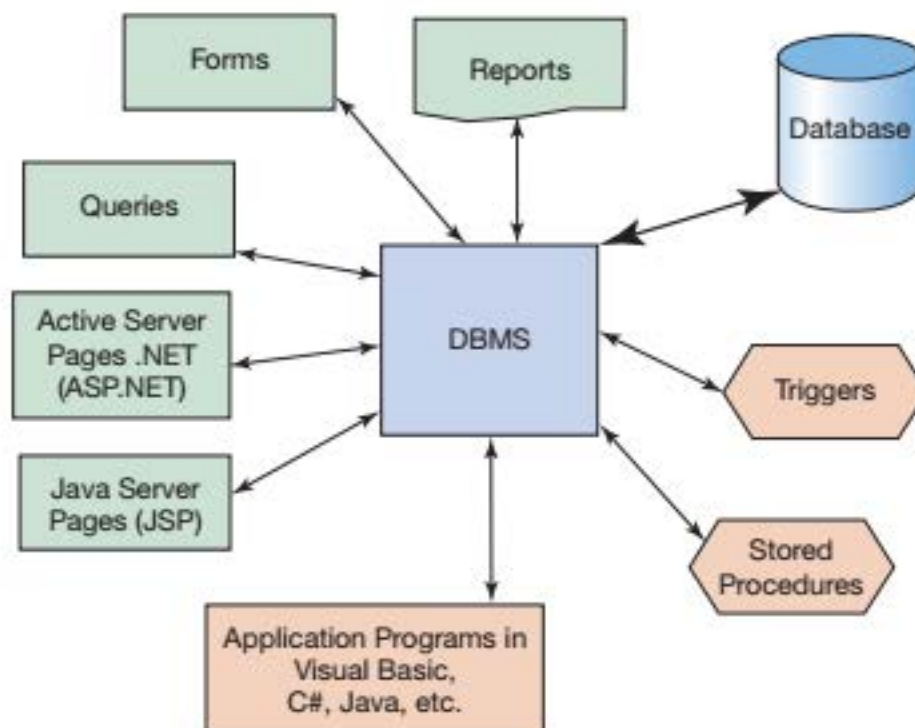 Forms
Reports
Database
Queries
Active Server
Pages .NET
(ASP.NET)
DBMS
Triggers
Java Server
Pages (JSP)
Stored
Procedures
Application Programs in
Visual Basic,
C#, Java, etc.